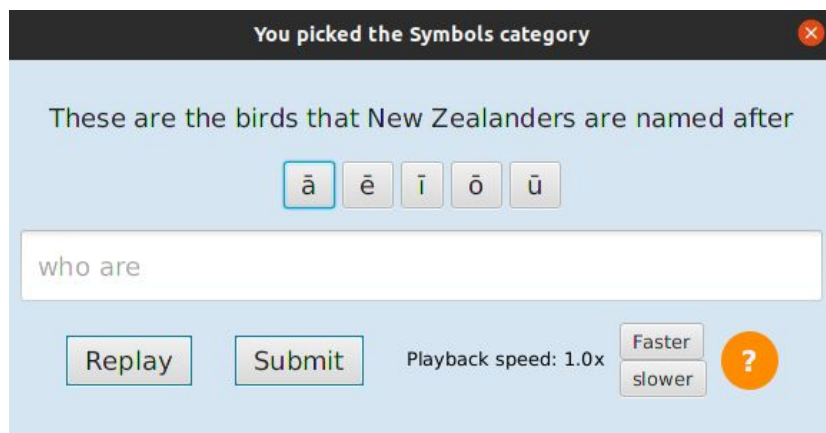 You picked the Symbols category
These are the birds that New Zealanders are named after
ā ē ī ō ū
who are
Replay Submit Playback speed: 1.0x Faster ?
slower